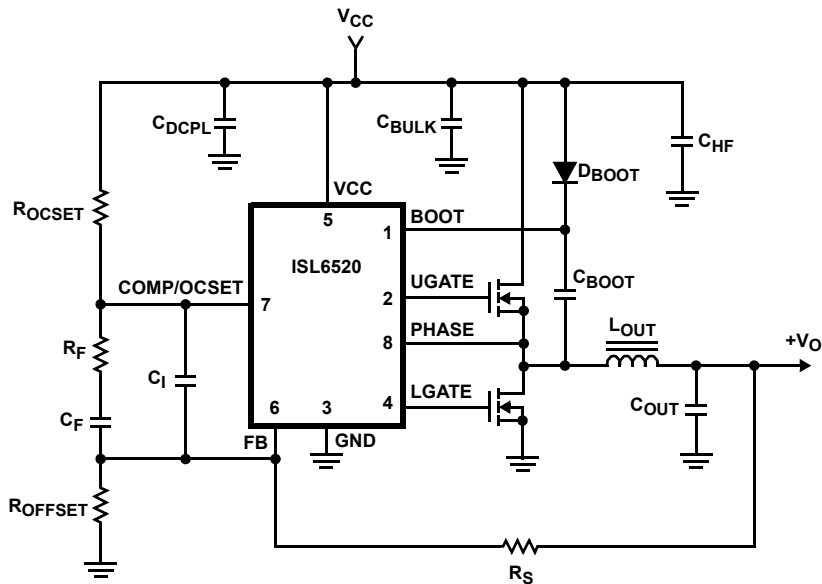 VCC
CDCPL
CBULK
CHF
DBOOT
ROCSET
VCC
5
BOOT
1
ISL6520
CBOOT
COMP/OCSET
7
UGATE
2
LOUT
PHASE
8
+VO
RF
CI
LGATE
4
COUT
CF
6
3
FB
GND
ROFFSET
RS